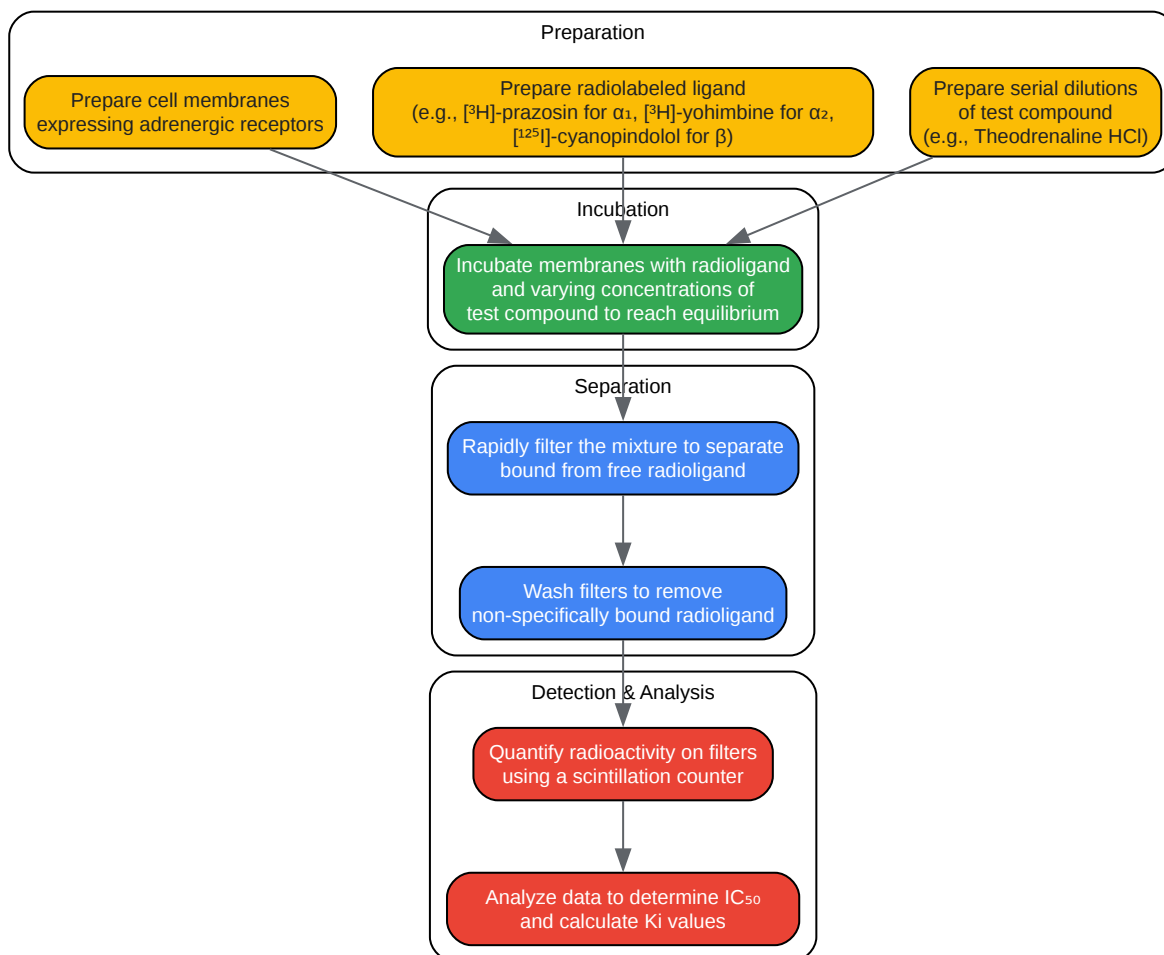 Preparation
Prepare cell membranes
expressing adrenergic receptors
Prepare radiolabeled ligand
(e.g., [³H]-prazosin for α₁, [³H]-yohimbine for α₂,
[¹²⁵I]-cyanopindolol for β)
Prepare serial dilutions
of test compound
(e.g., Theodrenaline HCl)
Incubation
Incubate membranes with radioligand
and varying concentrations of
test compound to reach equilibrium
Separation
Rapidly filter the mixture to separate
bound from free radioligand
Wash filters to remove
non-specifically bound radioligand
Detection & Analysis
Quantify radioactivity on filters
using a scintillation counter
Analyze data to determine IC₅₀
and calculate Ki values